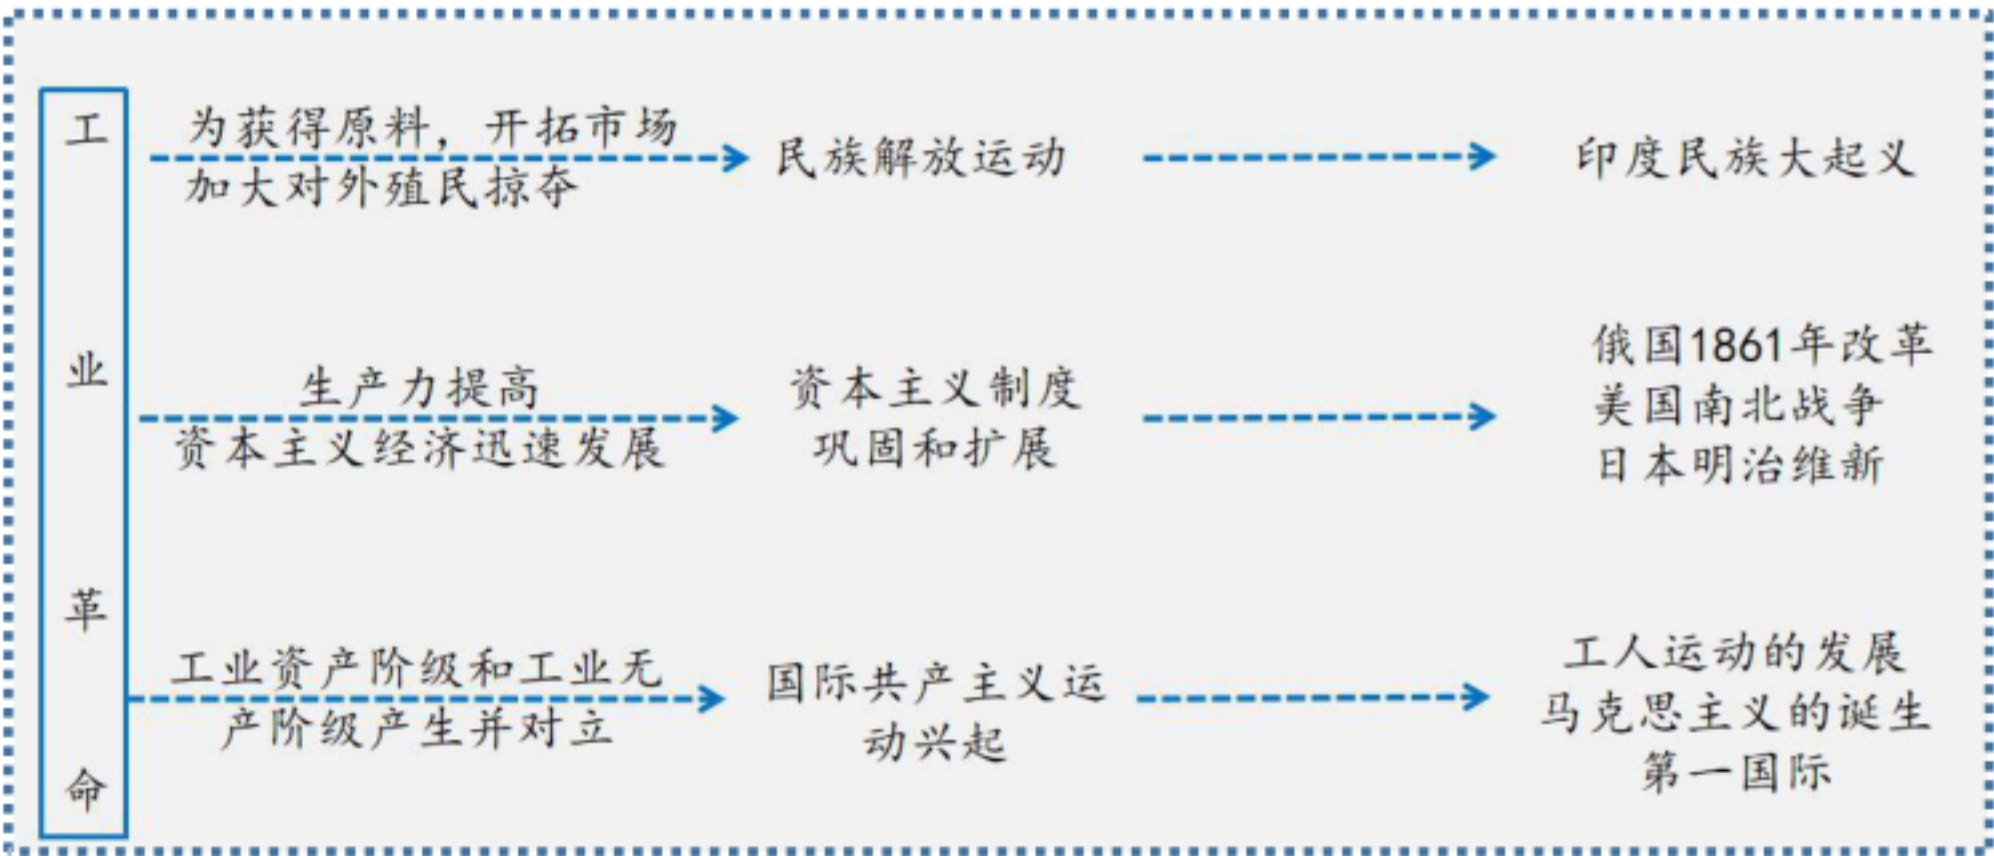 工业革命
为获得原料，开拓市场
加大对外殖民掠夺
民族解放运动
印度民族大起义
生产力提高
资本主义经济迅速发展
资本主义制度
巩固和扩展
俄国1861年改革
美国南北战争
日本明治维新
工业资产阶级和工业无
产阶级产生并对立
国际共产主义运
动兴起
工人运动的发展
马克思主义的诞生
第一国际